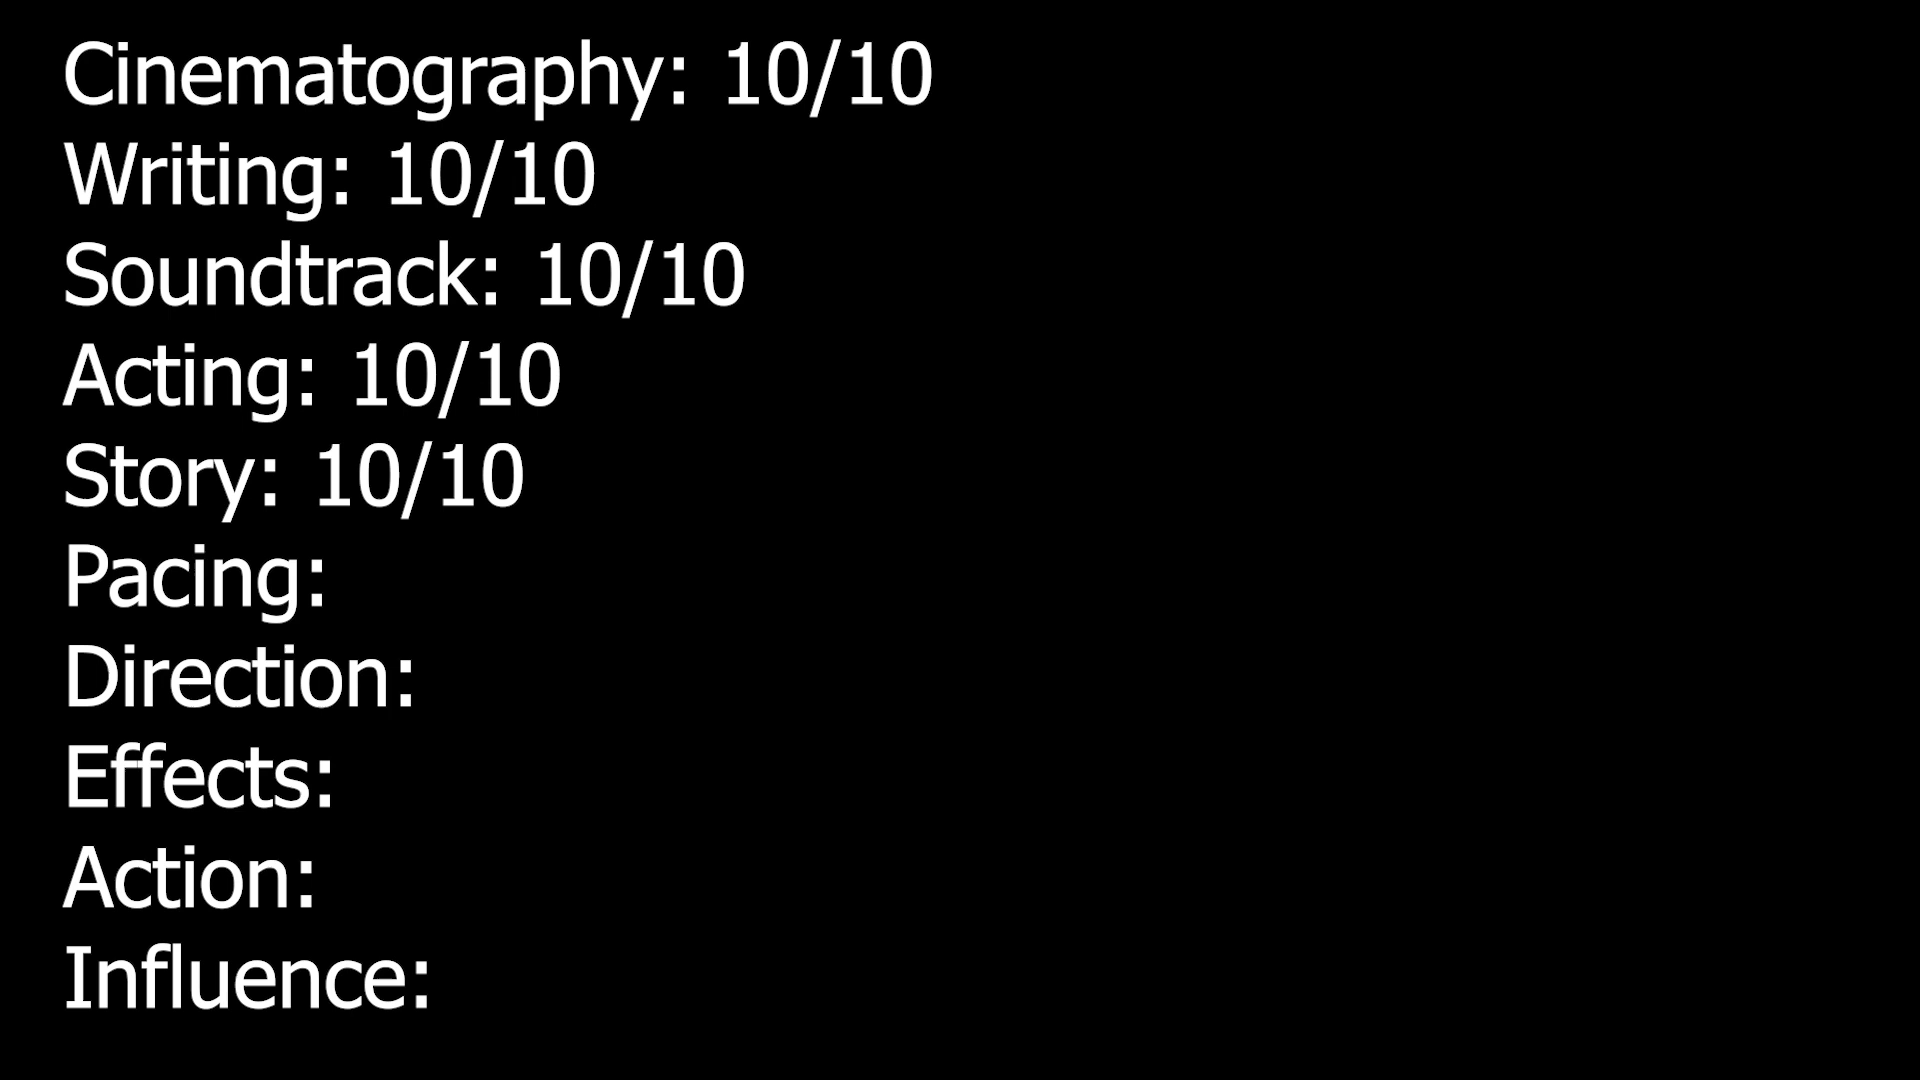 Cinematography: 10/10
Writing: 10/10
Soundtrack: 10/10
Acting: 10/10
Story: 10/10
Pacing:
Direction:
Effects:
Action:
Influence: